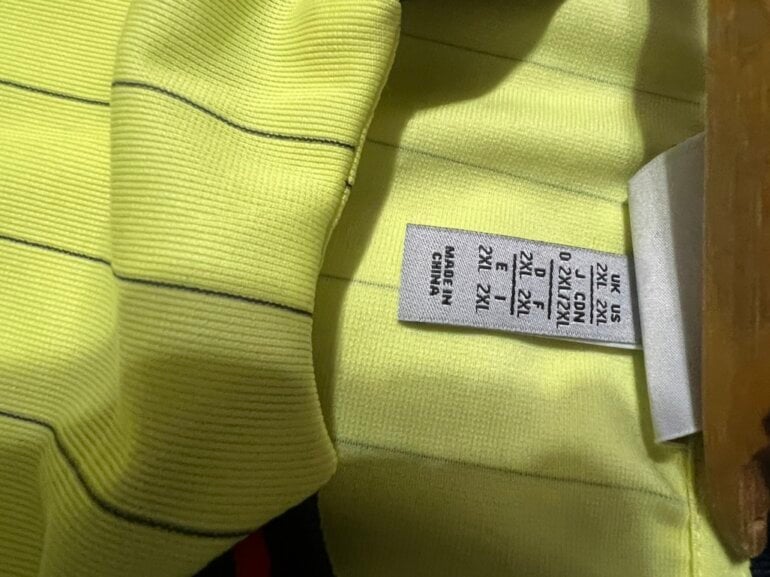 UK US
2XL 2XL
J CDN
O 2XL/2XL
D F
2XL 2XL
E I
2XL 2XL
MADE IN
CHINA